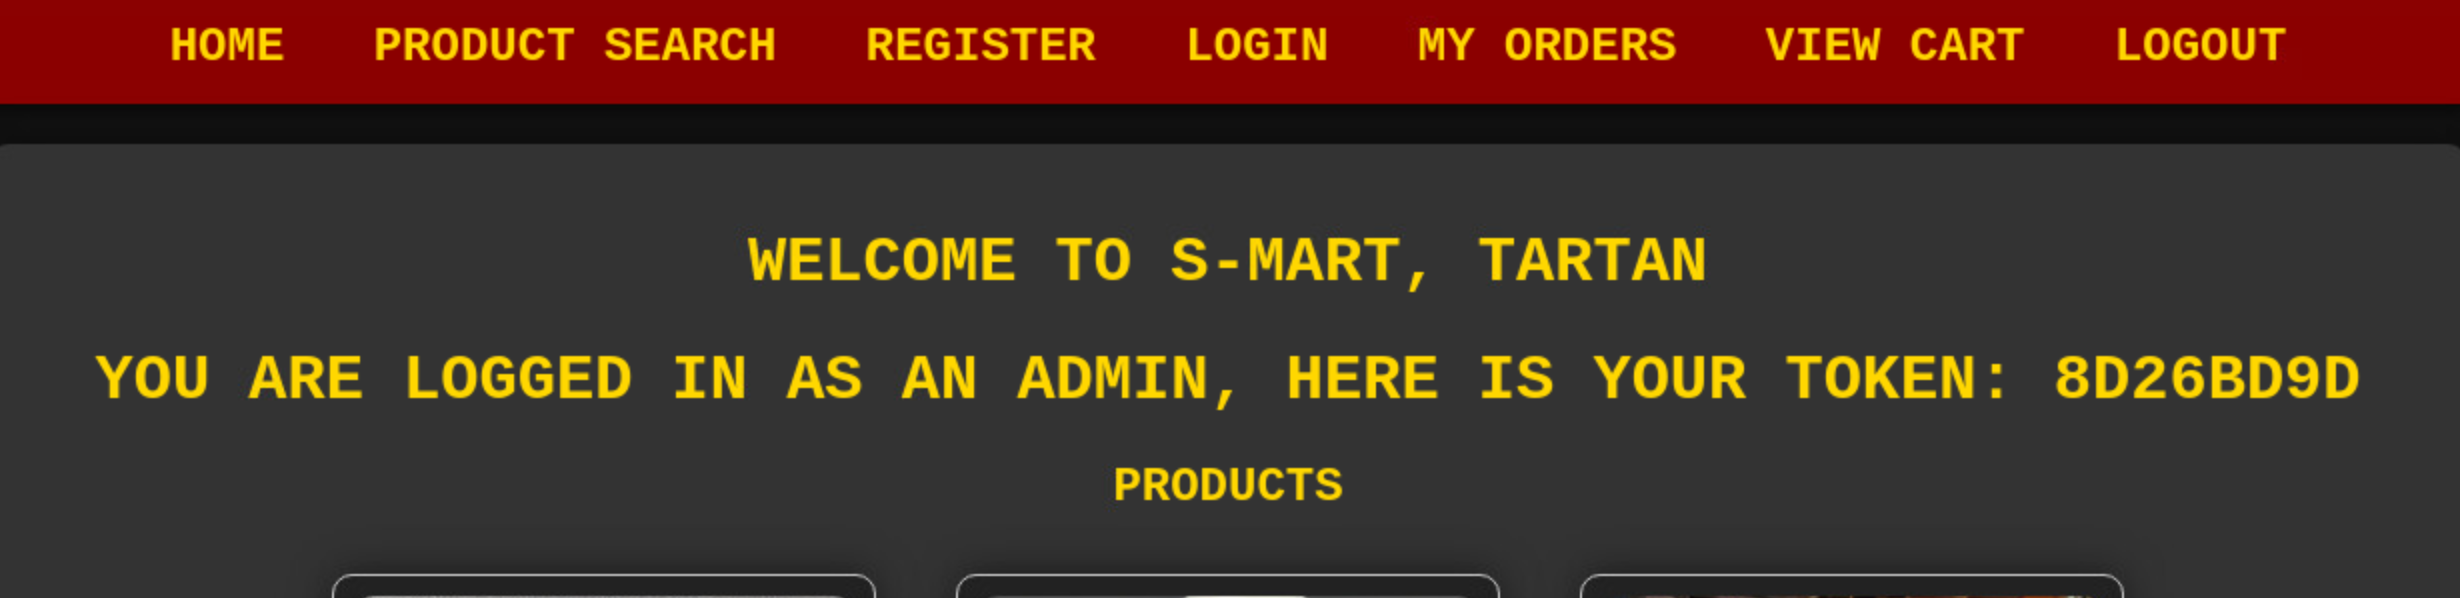 HOME PRODUCT SEARCH REGISTER LOGIN MY ORDERS VIEW CART LOGOUT
WELCOME TO S-MART, TARTAN
YOU ARE LOGGED IN AS AN ADMIN, HERE IS YOUR TOKEN: 8D26BD9D
PRODUCTS